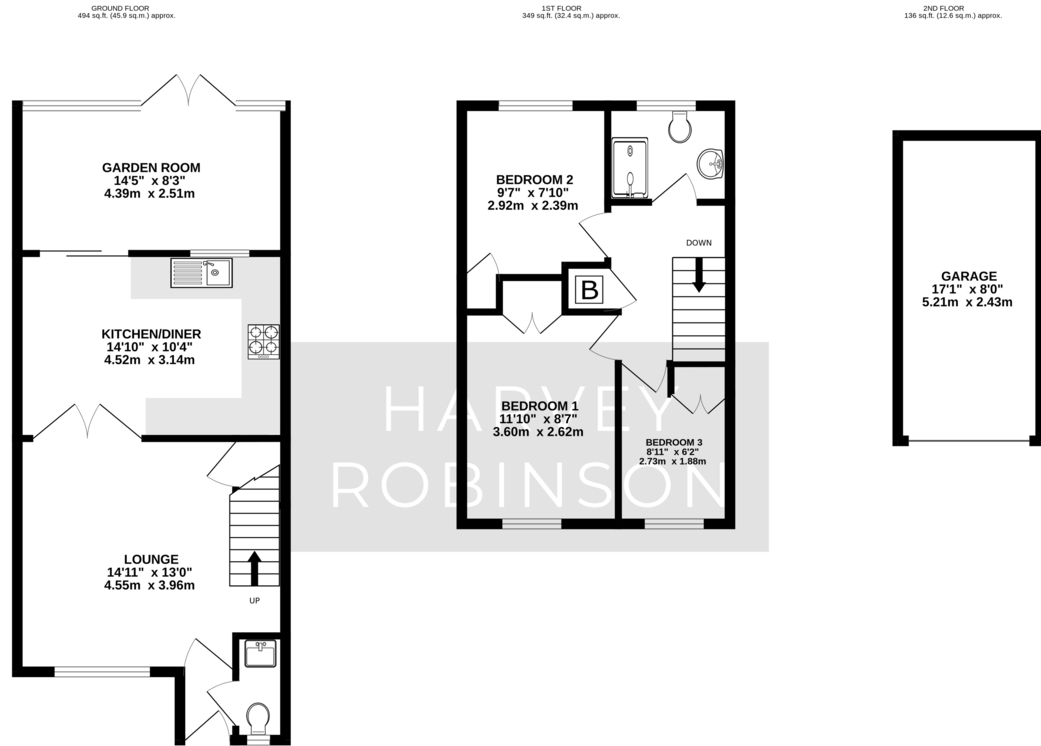 GROUND FLOOR
494 sq.ft. (45.9 sq.m.) approx.
1ST FLOOR
349 sq.ft. (32.4 sq.m.) approx.
2ND FLOOR
136 sq.ft. (12.6 sq.m.) approx.
GARDEN ROOM
14'5" x 8'3"
4.39m x 2.51m
KITCHEN/DINER
14'10" x 10'4"
4.52m x 3.14m
LOUNGE
14'11" x 13'0"
4.55m x 3.96m
UP
BEDROOM 2
9'7" x 7'10"
2.92m x 2.39m
DOWN
B
BEDROOM 1
11'10" x 8'7"
3.60m x 2.62m
BEDROOM 3
8'11" x 6'2"
2.73m x 1.88m
GARAGE
17'1" x 8'0"
5.21m x 2.43m
HARVEY
ROBINSON